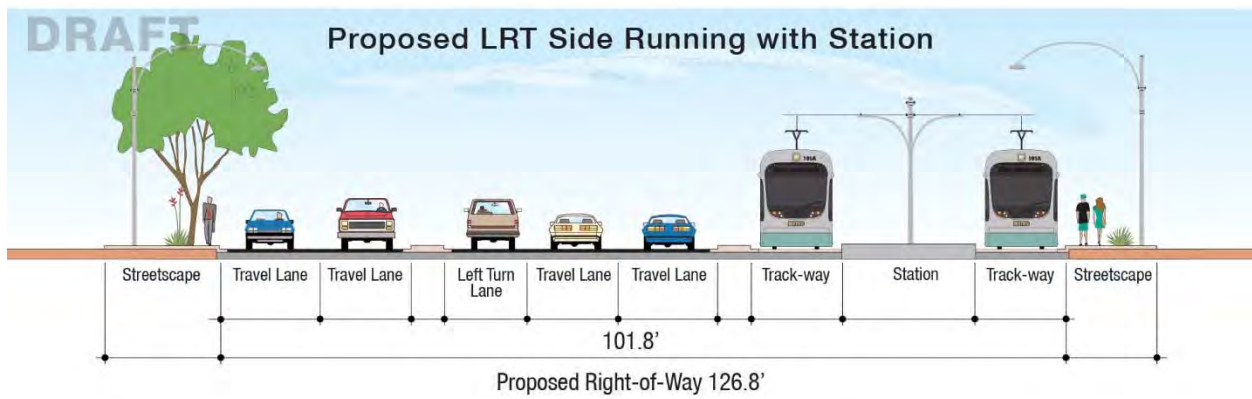 DRAFT
Proposed LRT Side Running with Station
Streetscape
Travel Lane
Travel Lane
Left Turn
Lane
Travel Lane
Travel Lane
Track-way
Station
Track-way
Streetscape
101.8'
Proposed Right-of-Way 126.8'